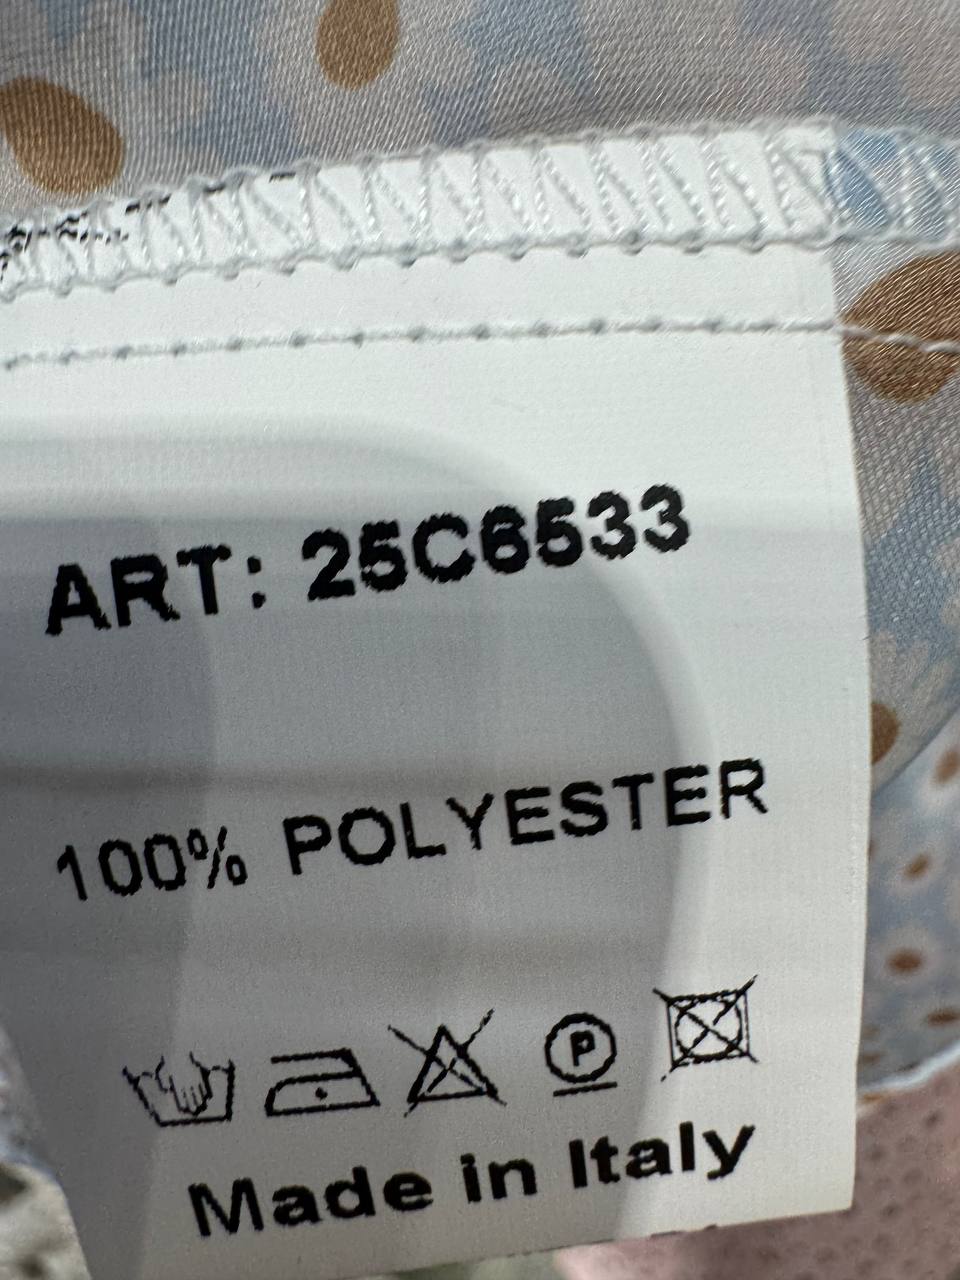 ART: 25C6533
100% POLYESTER
P
Made in Italy